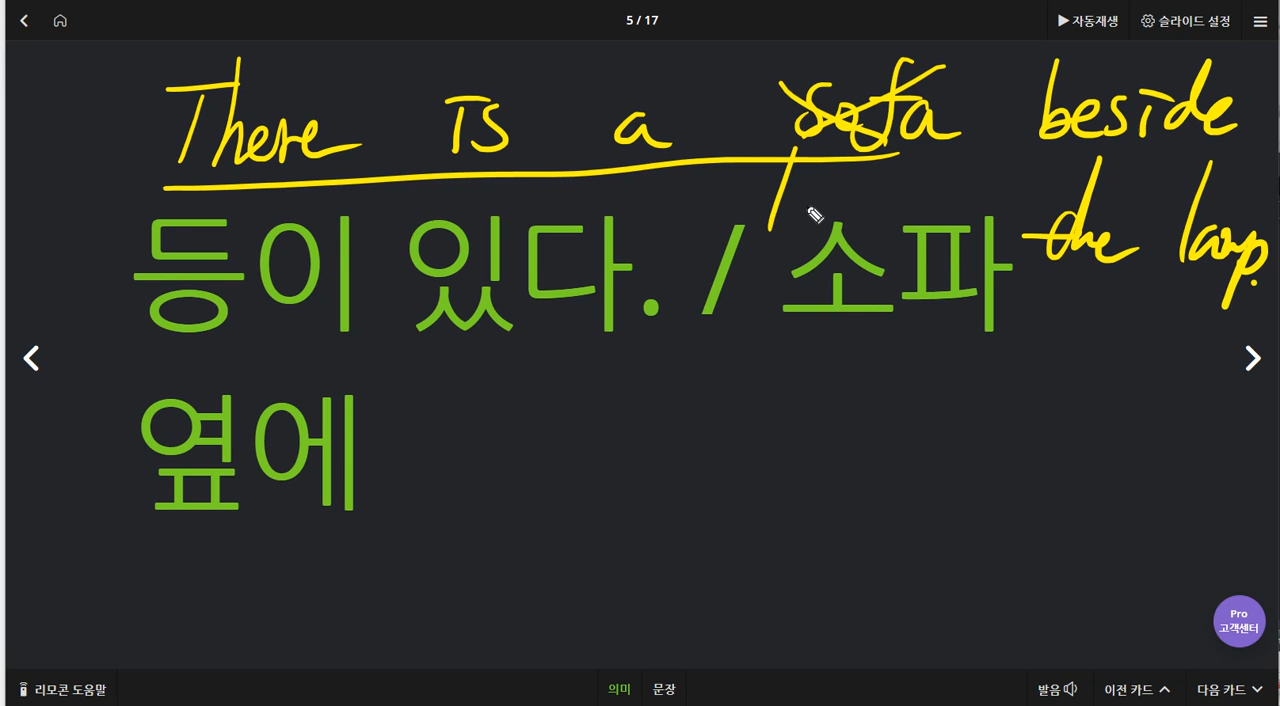 5 / 17
자동재생
슬라이드 설정
There is a sofa beside
the lamp.
등이 있다. / 소파
옆에
Pro
고객센터
리모콘 도움말
의미
문장
발음
이전 카드
다음 카드